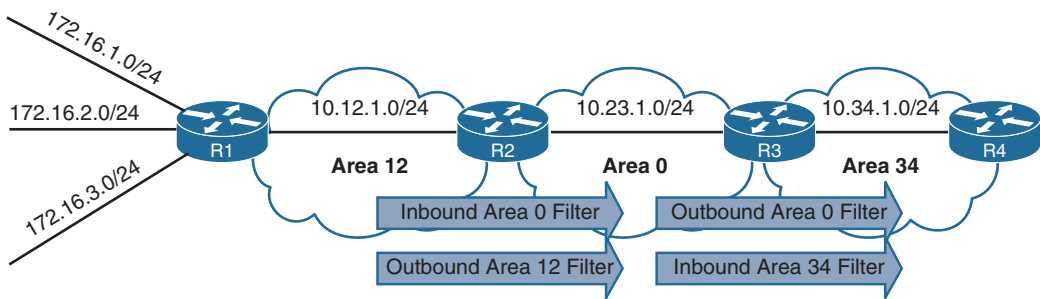 172.16.1.0/24
172.16.2.0/24
172.16.3.0/24
10.12.1.0/24
10.23.1.0/24
10.34.1.0/24
R1
R2
R3
R4
Area 12
Area 0
Area 34
Inbound Area 0 Filter
Outbound Area 0 Filter
Outbound Area 12 Filter
Inbound Area 34 Filter